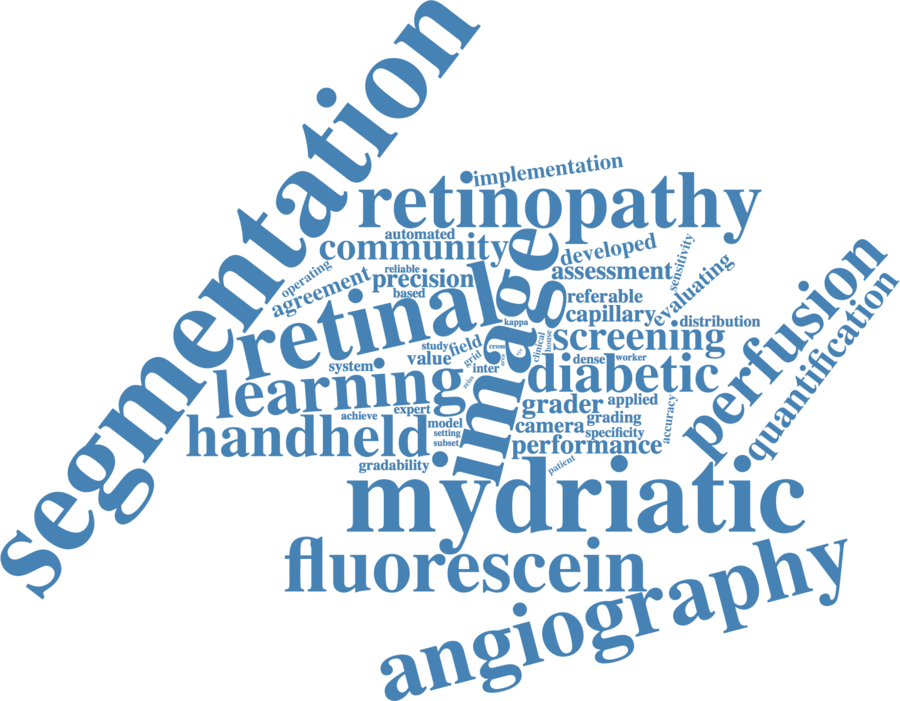 segmentation
implementation
retinopathy
automated
community
developed
sensitivity
operating
reliable
agreement
precision
based
assessment
evaluating
perfusion
quantification
retinal
image
referable
capillary
distribution
kappa
screening
study
field
cross
clinical
house
value
grid
area
dense
worker
system
inter
zeiss
learning
diabetic
achieve
expert
grader
applied
accuracy
handheld
model
camera
grading
setting
specificity
subset
performance
gradability
patient
mydriatic
fluorescein
angiography